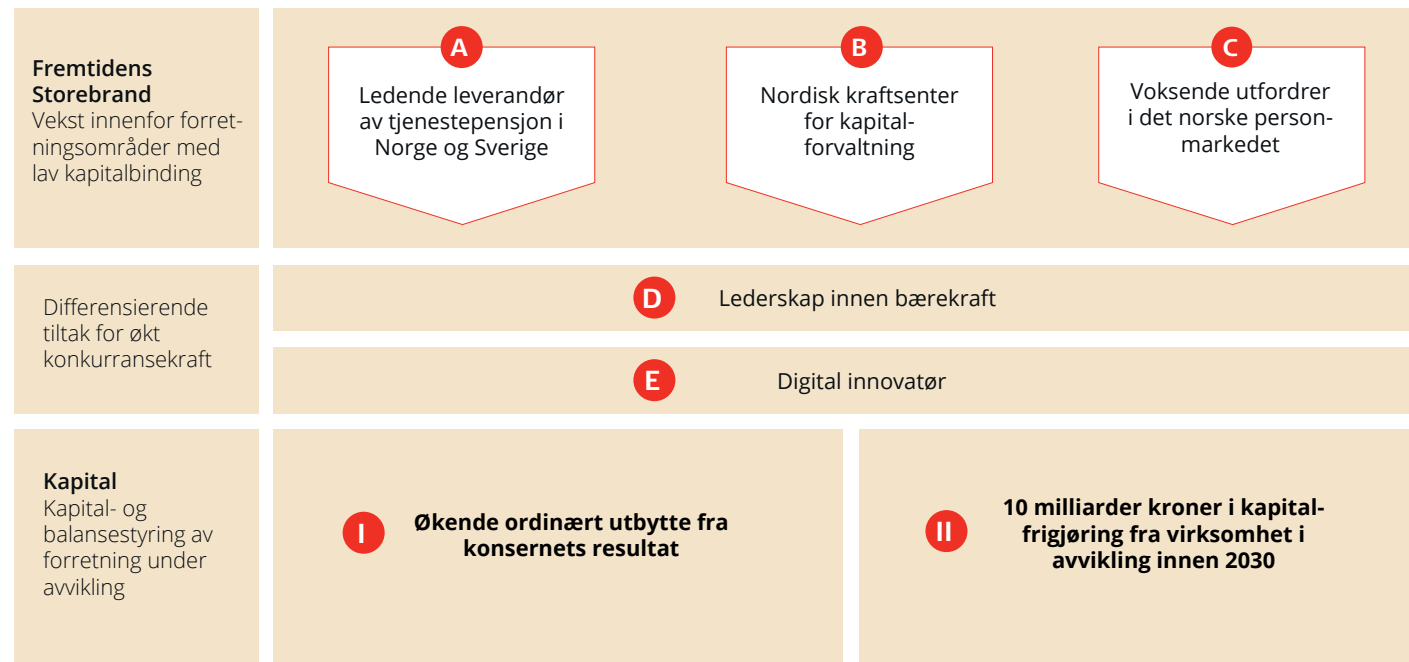 Fremtidens
Storebrand
Vekst innenfor forret-
ningsområder med
lav kapitalbinding
A
Ledende leverandør
av tjenestepensjon i
Norge og Sverige
B
Nordisk kraftsenter
for kapital-
forvaltning
C
Voksende utfordrer
i det norske person-
markedet
Differensierende
tiltak for økt
konkurransekraft
D Lederskap innen bærekraft
E Digital innovatør
Kapital
Kapital- og
balansestyring av
forretning under
avvikling
I
Økende ordinært utbytte fra
konsernets resultat
II
10 milliarder kroner i kapital-
frigjøring fra virksomhet i
avvikling innen 2030